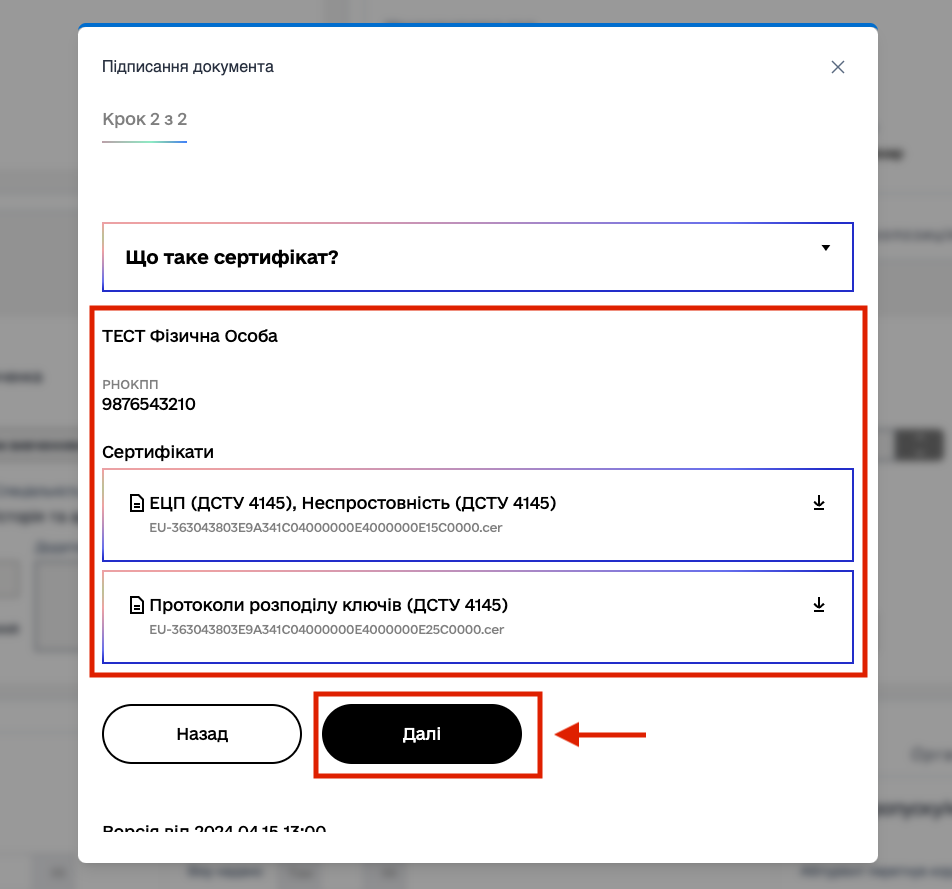 Підписання документа
Крок 2 з 2
Що таке сертифікат?
ТЕСТ Фізична Особа
РНОКПП
9876543210
Сертифікати
ЕЦП (ДСТУ 4145), Неспростовність (ДСТУ 4145)
EU-363043803E9A341C04000000E4000000E15C0000.cer
Протоколи розподілу ключів (ДСТУ 4145)
EU-363043803E9A341C04000000E4000000E25C0000.cer
Назад
Далі
Версія від 2024.04.15 13:00